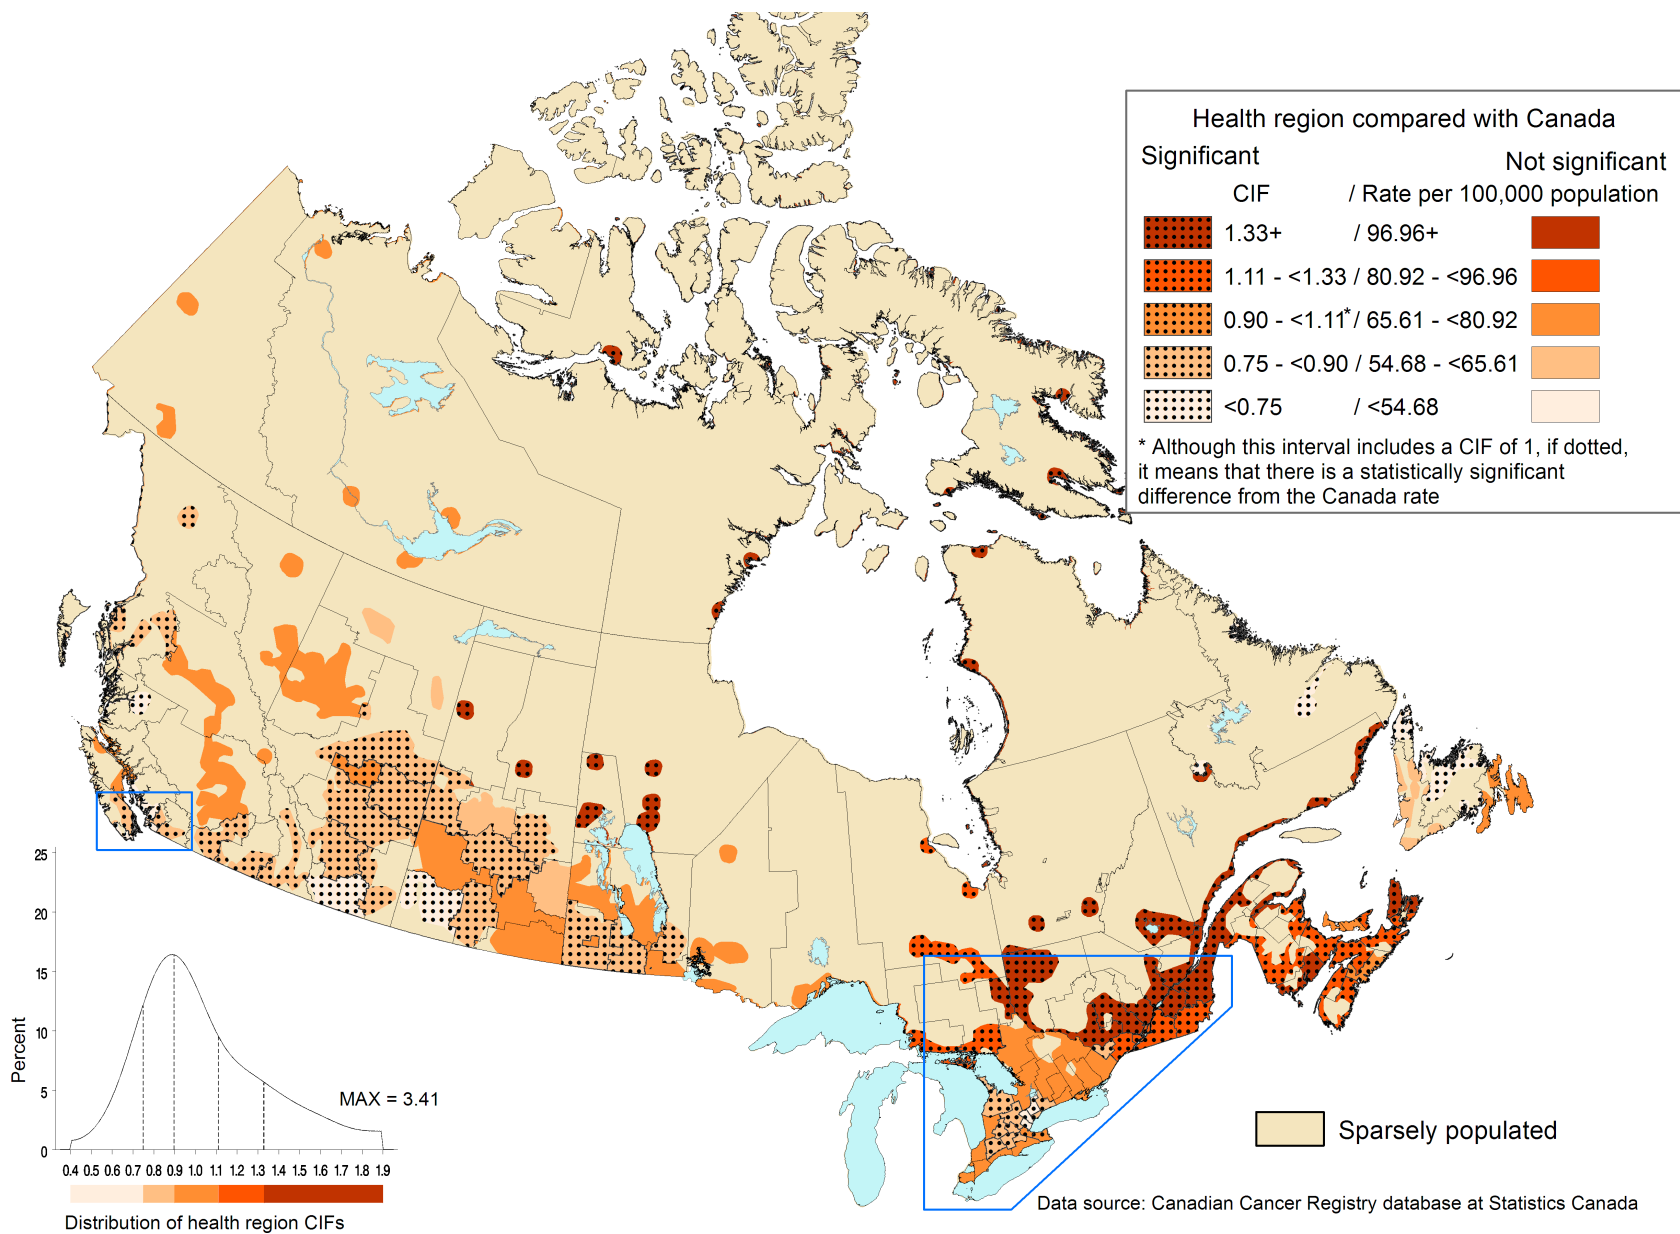 Health region compared with Canada
Significant
Not significant
CIF / Rate per 100,000 population
1.33+ / 96.96+
1.11 - <1.33 / 80.92 - <96.96
0.90 - <1.11* / 65.61 - <80.92
0.75 - <0.90 / 54.68 - <65.61
<0.75 / <54.68
* Although this interval includes a CIF of 1, if dotted,
it means that there is a statistically significant
difference from the Canada rate
25
20
15
10
5
0
Percent
MAX = 3.41
0.4 0.5 0.6 0.7 0.8 0.9 1.0 1.1 1.2 1.3 1.4 1.5 1.6 1.7 1.8 1.9
Distribution of health region CIFs
Sparsely populated
Data source: Canadian Cancer Registry database at Statistics Canada